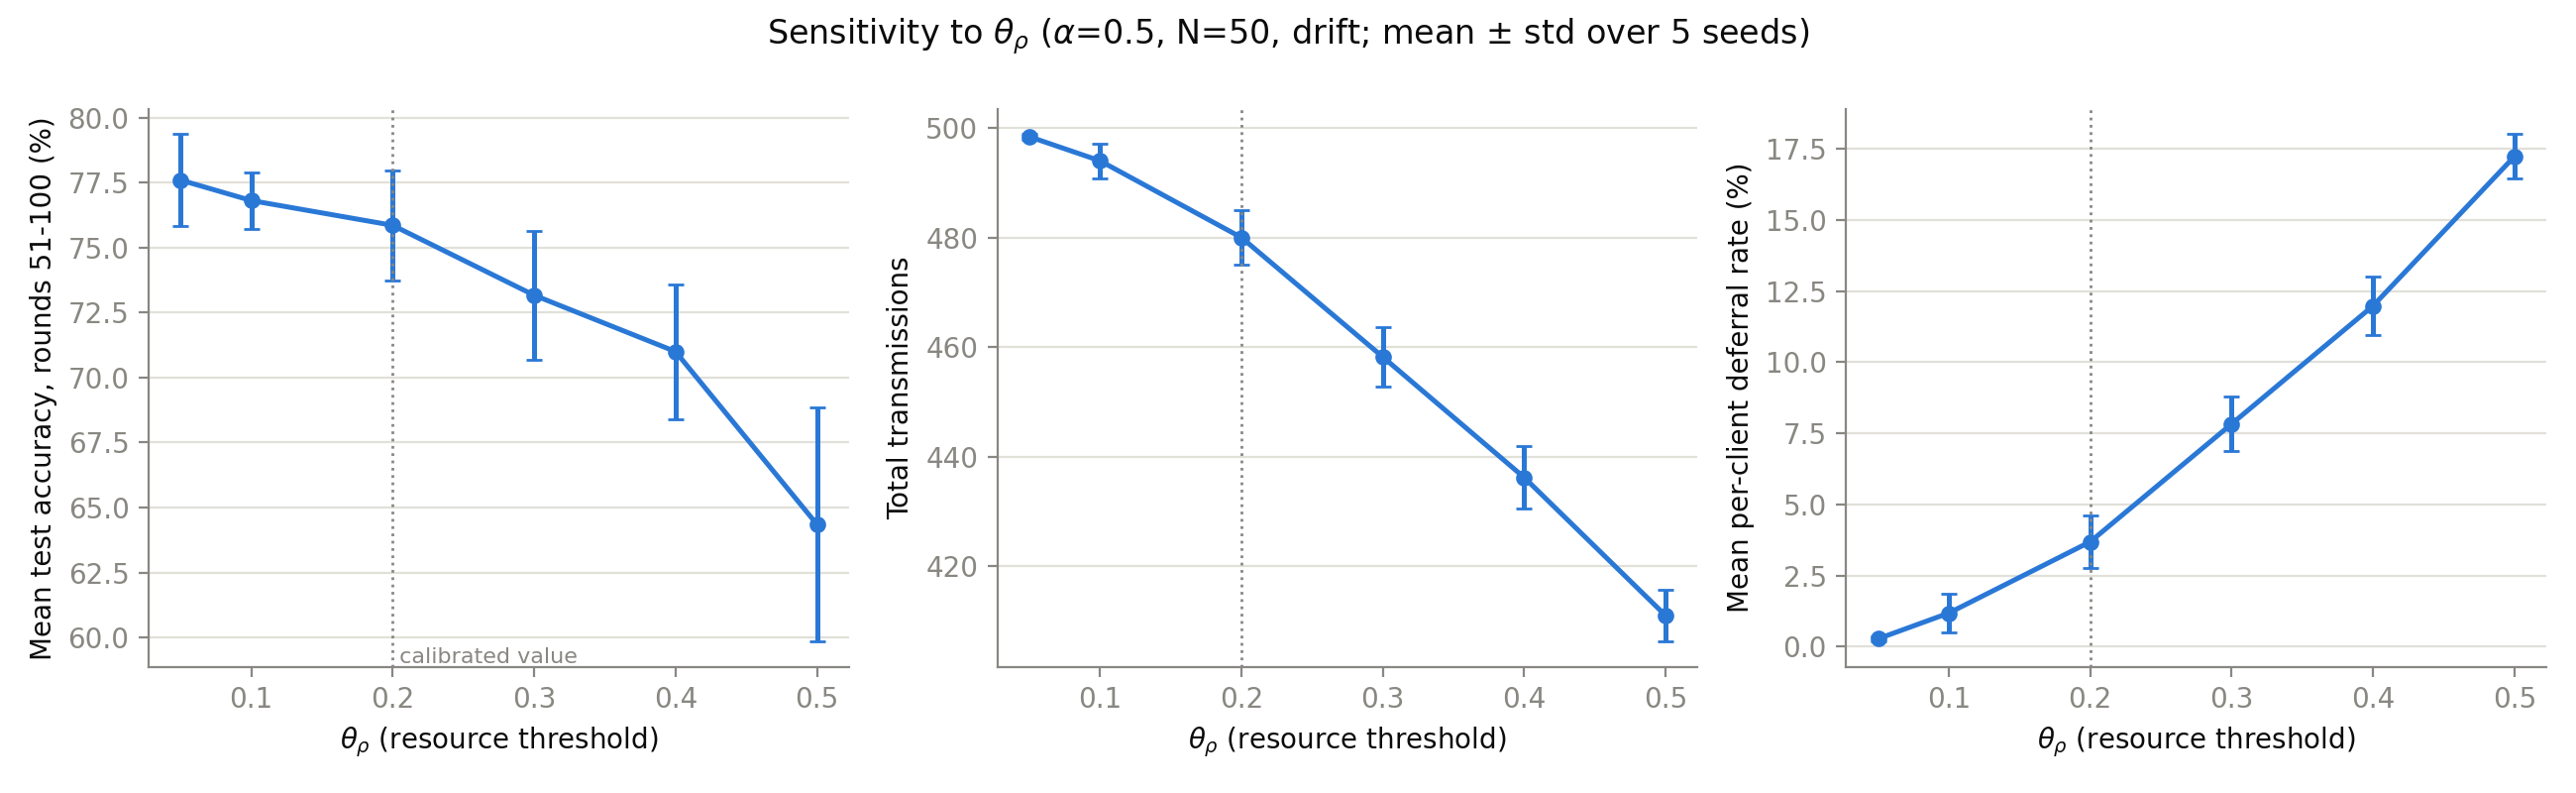 Sensitivity to θρ (α=0.5, N=50, drift; mean ± std over 5 seeds)
Mean test accuracy, rounds 51-100 (%)
80.0
77.5
75.0
72.5
70.0
67.5
65.0
62.5
60.0
calibrated value
0.1 0.2 0.3 0.4 0.5
θρ (resource threshold)
Total transmissions
500
480
460
440
420
0.1 0.2 0.3 0.4 0.5
θρ (resource threshold)
Mean per-client deferral rate (%)
17.5
15.0
12.5
10.0
7.5
5.0
2.5
0.0
0.1 0.2 0.3 0.4 0.5
θρ (resource threshold)